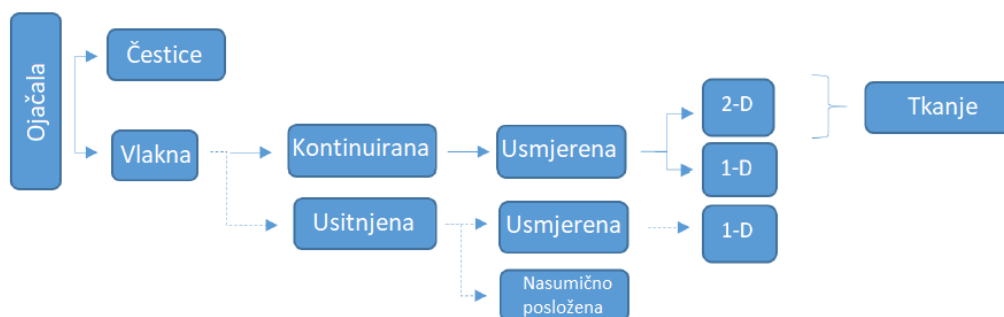 Ojačala
Čestice
Vlakna
Kontinuirana
Usmjerena
2-D
Tkanje
1-D
Usitnjena
Usmjerena
1-D
Nasumično
posložena